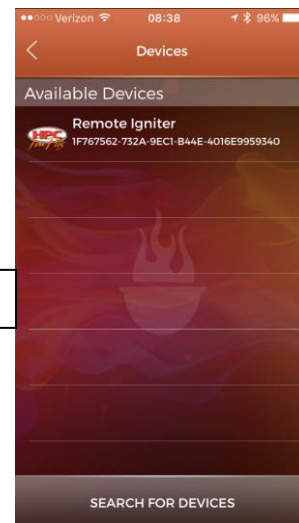 Verizon 08:38 96%
Devices
Available Devices
HPC
Remote Igniter
1F767562-732A-9EC1-B44E-4016E9959340
SEARCH FOR DEVICES